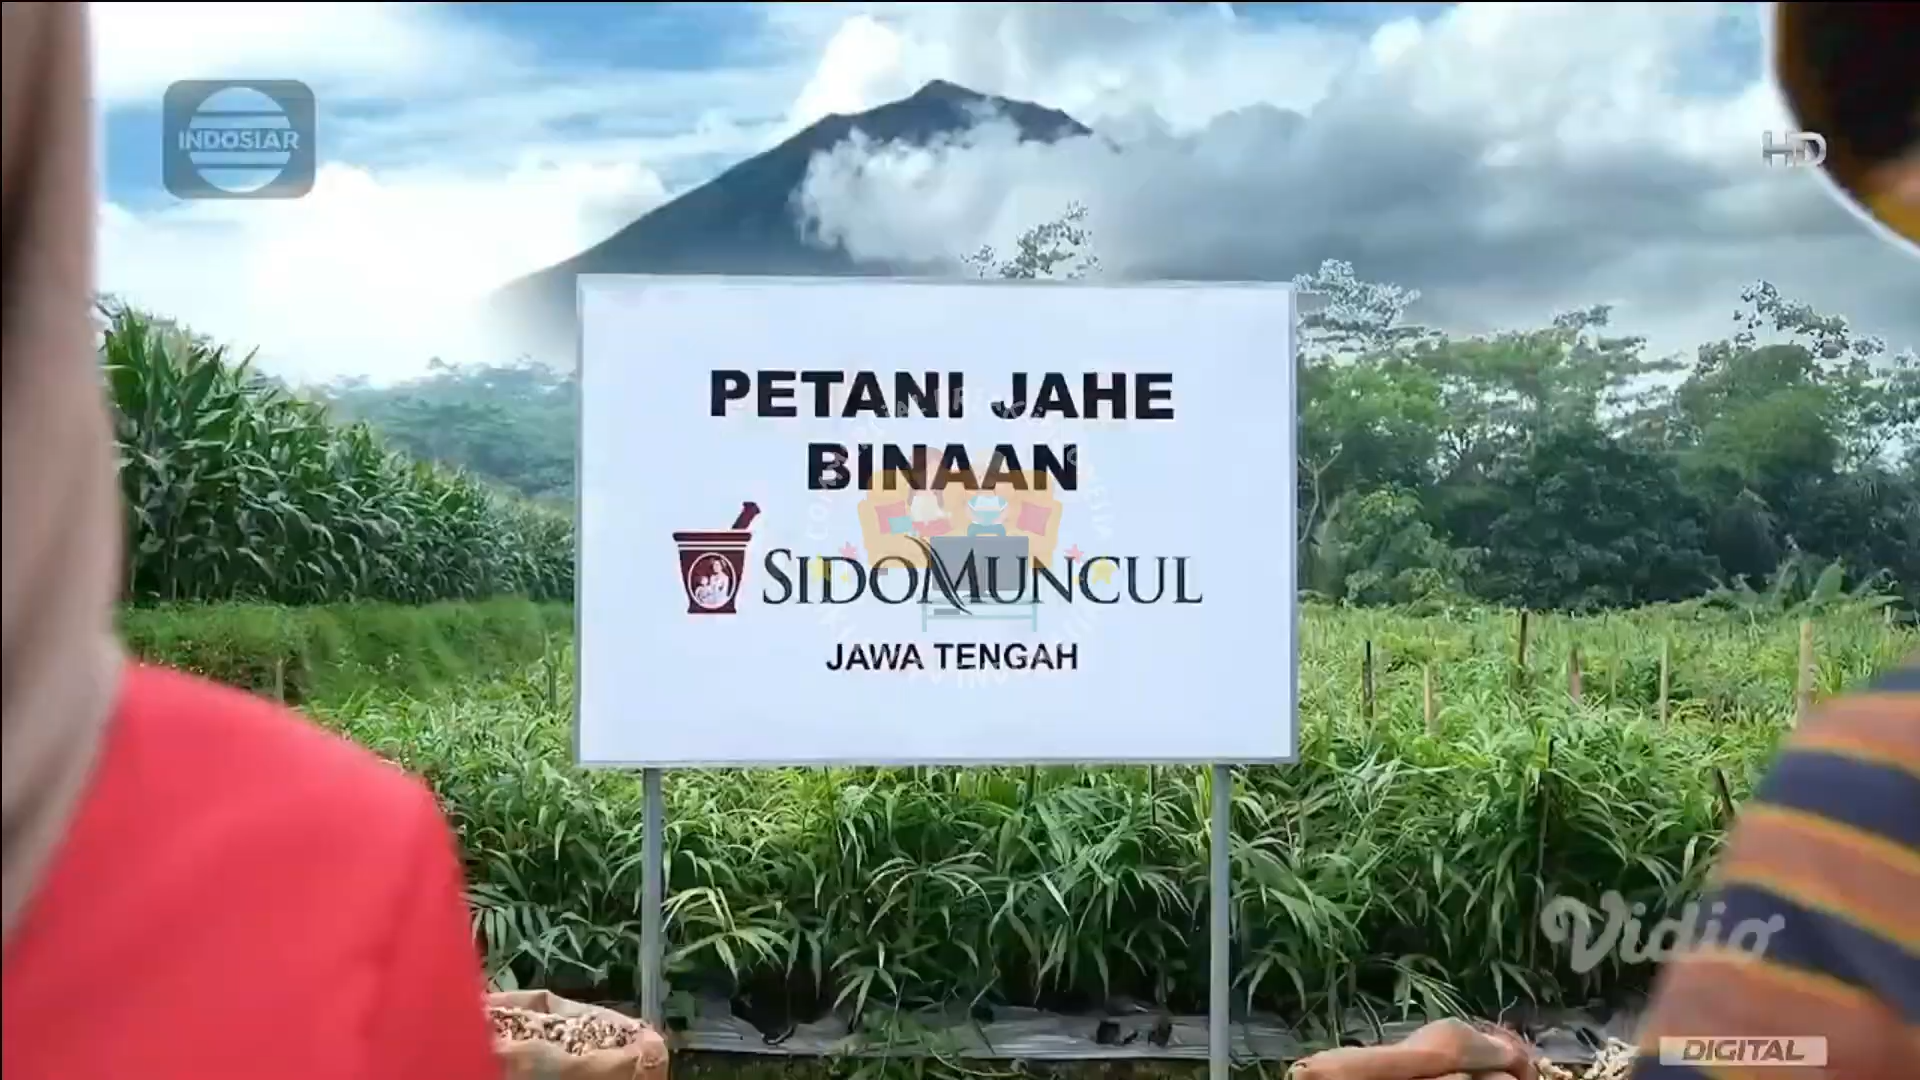 INDOSIAR
HD
PETANI JAHE
BINAAN
SIDOMUNCUL
JAWA TENGAH
Vidio
DIGITAL